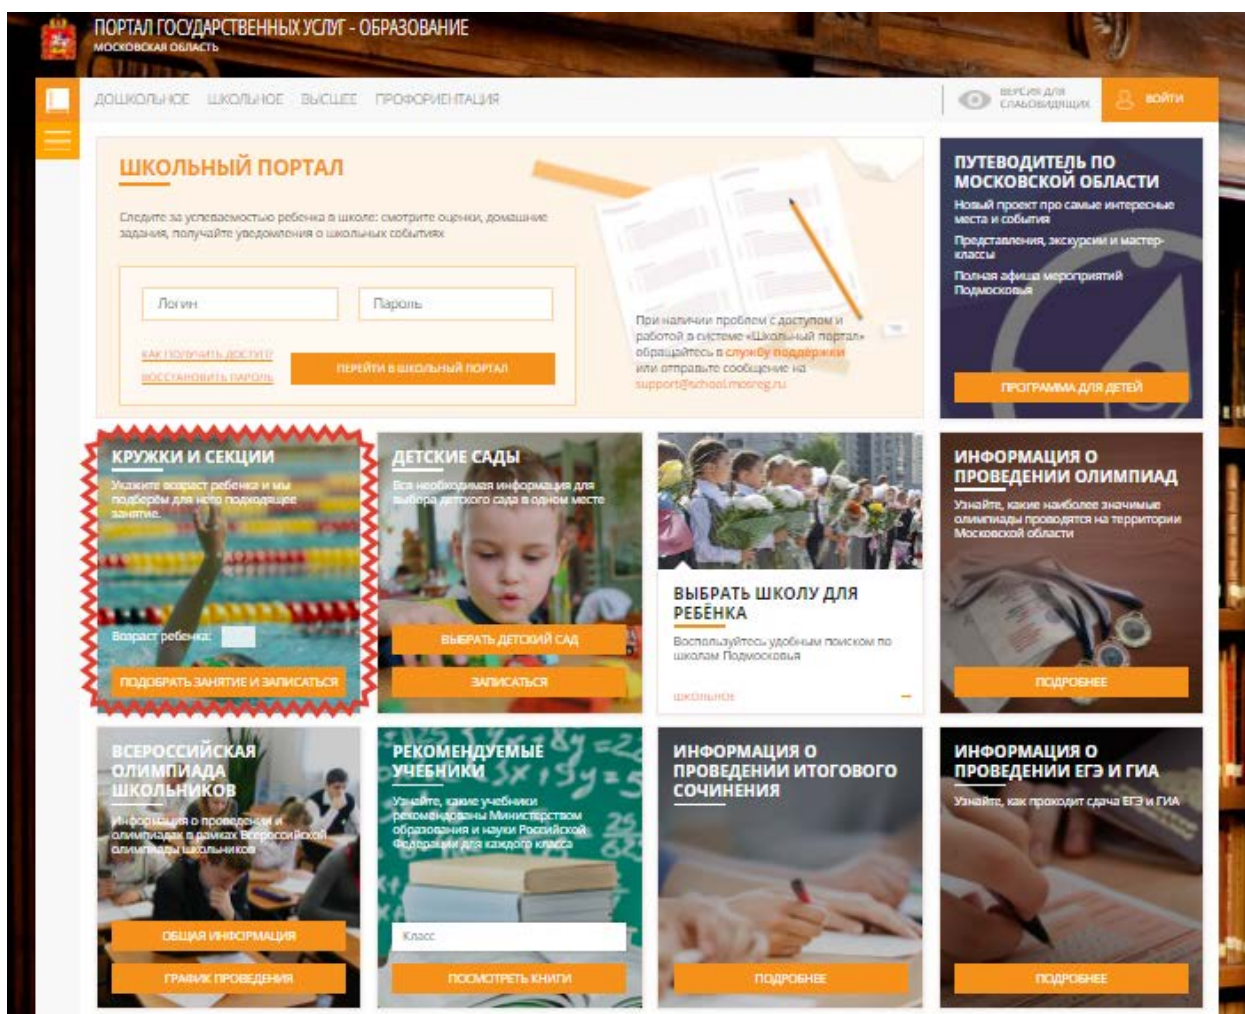 ПОРТАЛ ГОСУДАРСТВЕННЫХ УСЛУГ - ОБРАЗОВАНИЕ
МОСКОВСКАЯ ОБЛАСТЬ
ДОШКОЛЬНОЕ ШКОЛЬНОЕ ВЫСШЕЕ ПРОФОРИЕНТАЦИЯ
ВЕРСИЯ ДЛЯ
СЛАБОВИДЯЩИХ
ВОЙТИ
ШКОЛЬНЫЙ ПОРТАЛ
Следите за успеваемостью ребенка в школе: смотрите оценки, домашние
задания, получайте уведомления о школьных событиях
Логин
Пароль
КАК ПОЛУЧИТЬ ДОСТУП?
ВОССТАНОВИТЬ ПАРОЛЬ
ПЕРЕЙТИ В ШКОЛЬНЫЙ ПОРТАЛ
При наличии проблем с доступом и
работой в системе «Школьный портал»
обращайтесь в службу поддержки
или отправьте сообщение на
support@school.mosreg.ru
ПУТЕВОДИТЕЛЬ ПО
МОСКОВСКОЙ ОБЛАСТИ
Новый проект про самые интересные
места и события
Представления, экскурсии и мастер-
классы
Полная афиша мероприятий
Подмосковья
ПРОГРАММА ДЛЯ ДЕТЕЙ
КРУЖКИ И СЕКЦИИ
Укажите возраст ребенка и мы
подберём для него подходящее
занятие.
Возраст ребенка:
ПОДОБРАТЬ ЗАНЯТИЕ И ЗАПИСАТЬСЯ
ДЕТСКИЕ САДЫ
Вся необходимая информация для
выбора детского сада в одном месте
ВЫБРАТЬ ДЕТСКИЙ САД
ЗАПИСАТЬСЯ
ВЫБРАТЬ ШКОЛУ ДЛЯ
РЕБЁНКА
Воспользуйтесь удобным поиском по
школам Подмосковья
ШКОЛЬНОЕ
ИНФОРМАЦИЯ О
ПРОВЕДЕНИИ ОЛИМПИАД
Узнайте, какие наиболее значимые
олимпиады проводятся на территории
Московской области
ПОДРОБНЕЕ
ВСЕРОССИЙСКАЯ
ОЛИМПИАДА
ШКОЛЬНИКОВ
Информация о проведении и
олимпиадах в рамках Всероссийской
олимпиады школьников
ОБЩАЯ ИНФОРМАЦИЯ
ГРАФИК ПРОВЕДЕНИЯ
РЕКОМЕНДУЕМЫЕ
УЧЕБНИКИ
Узнайте, какие учебники
рекомендованы Министерством
образования и науки Российской
Федерации для каждого класса
Класс
ПОСМОТРЕТЬ КНИГИ
ИНФОРМАЦИЯ О
ПРОВЕДЕНИИ ИТОГОВОГО
СОЧИНЕНИЯ
ПОДРОБНЕЕ
ИНФОРМАЦИЯ О
ПРОВЕДЕНИИ ЕГЭ И ГИА
Узнайте, как проходит сдача ЕГЭ и ГИА
ПОДРОБНЕЕ